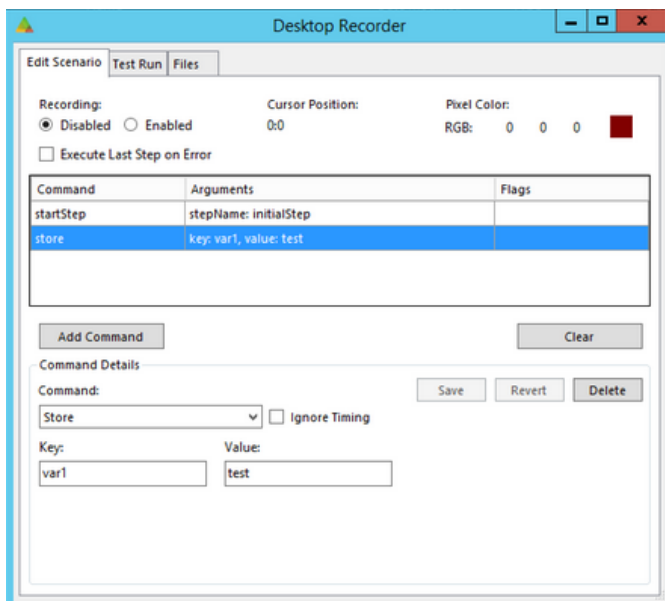 Desktop Recorder
Edit Scenario Test Run Files
Recording: Cursor Position: Pixel Color:
Disabled Enabled 0:0 RGB: 0 0 0
Execute Last Step on Error
Command Arguments Flags
startStep stepName: initialStep
store key: var1, value: test
Add Command Clear
Command Details
Command: Save Revert Delete
Store Ignore Timing
Key: Value:
var1 test